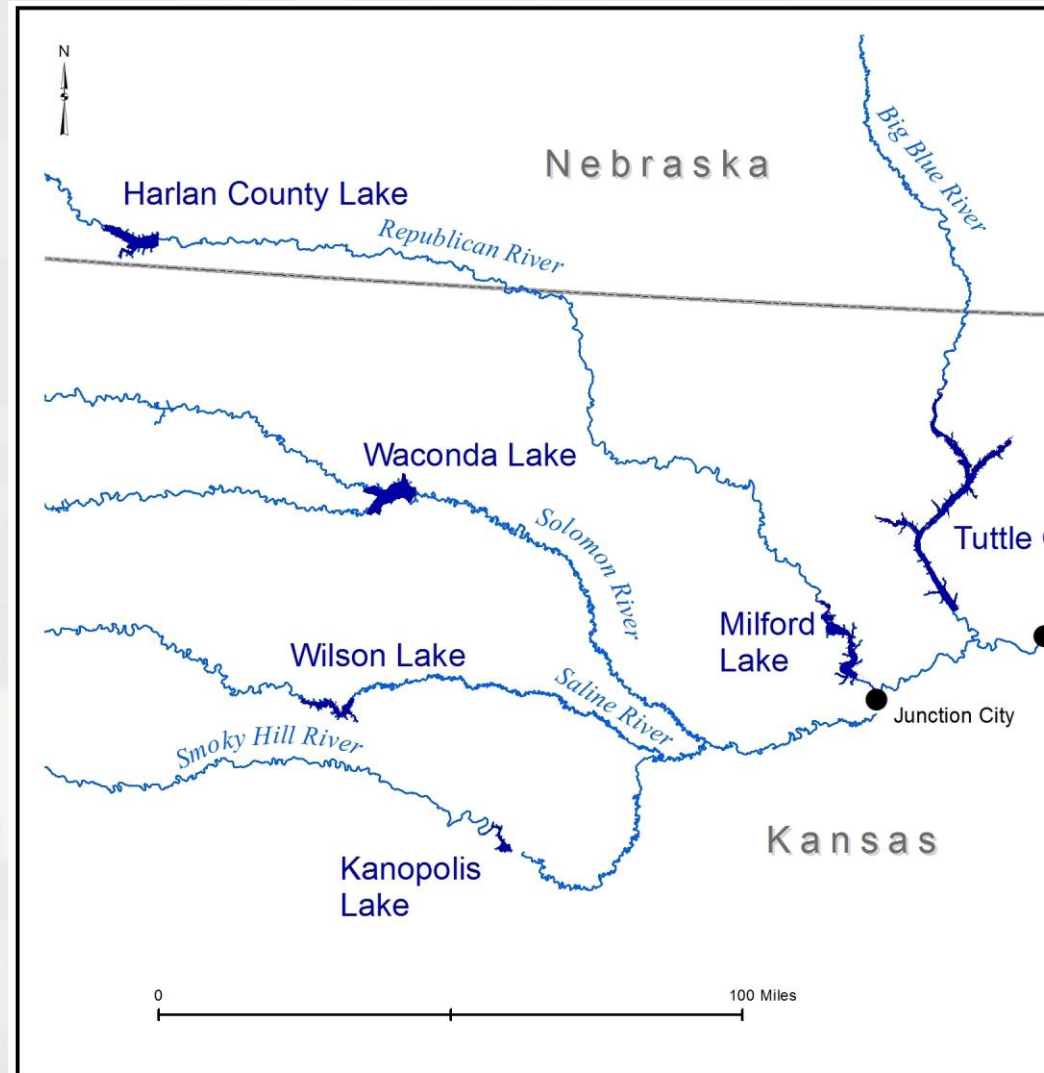 N
Nebraska
Big Blue River
Harlan County Lake
Republican River
Waconda Lake
Solomon River
Tuttle
Milford
Lake
Wilson Lake
Saline River
Junction City
Smoky Hill River
Kansas
Kanopolis
Lake
0
100 Miles